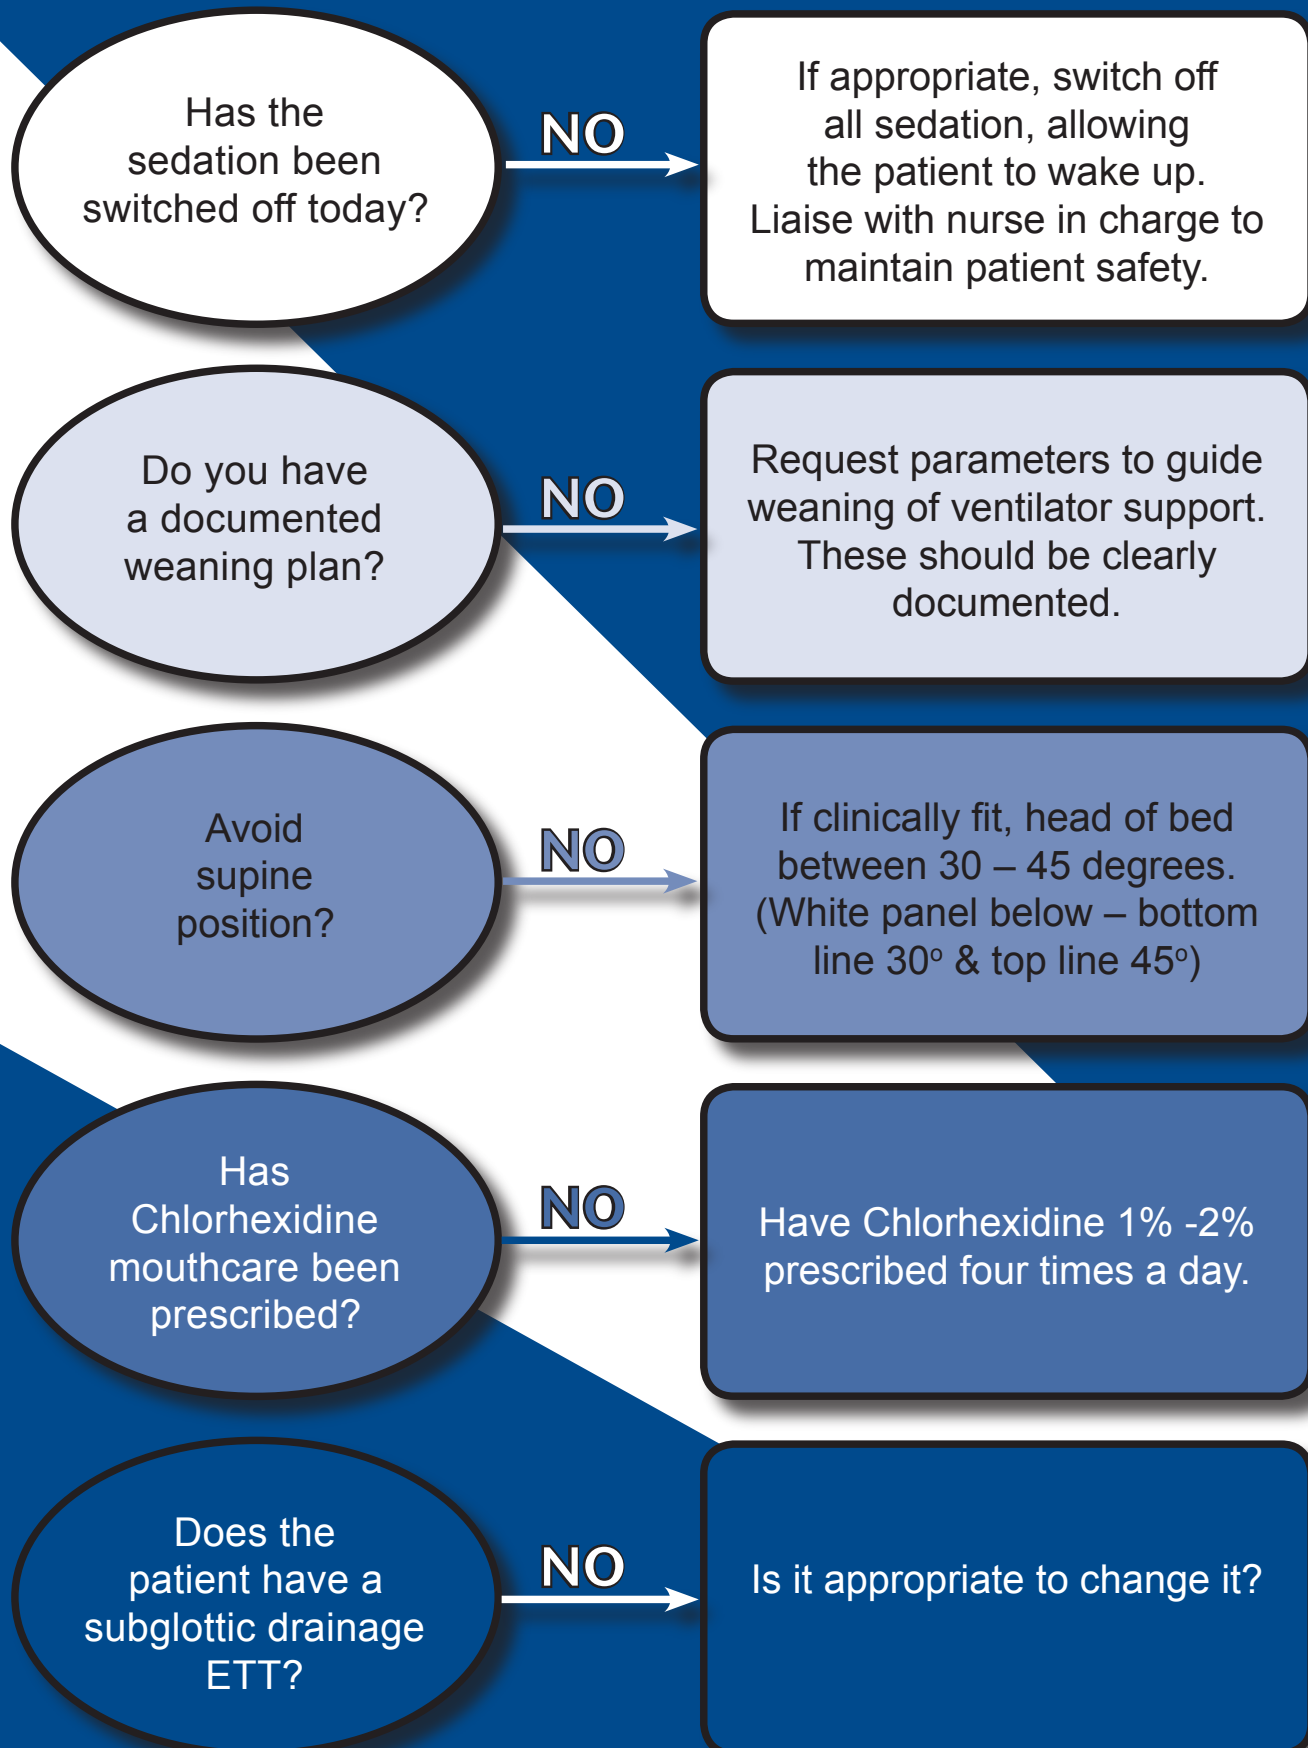 Has the
sedation been
switched off today?
NO
If appropriate, switch off
all sedation, allowing
the patient to wake up.
Liaise with nurse in charge to
maintain patient safety.
Do you have
a documented
weaning plan?
NO
Request parameters to guide
weaning of ventilator support.
These should be clearly
documented.
Avoid
supine
position?
NO
If clinically fit, head of bed
between 30 – 45 degrees.
(White panel below – bottom
line 30º & top line 45º)
Has
Chlorhexidine
mouthcare been
prescribed?
NO
Have Chlorhexidine 1% -2%
prescribed four times a day.
Does the
patient have a
subglottic drainage
ETT?
NO
Is it appropriate to change it?